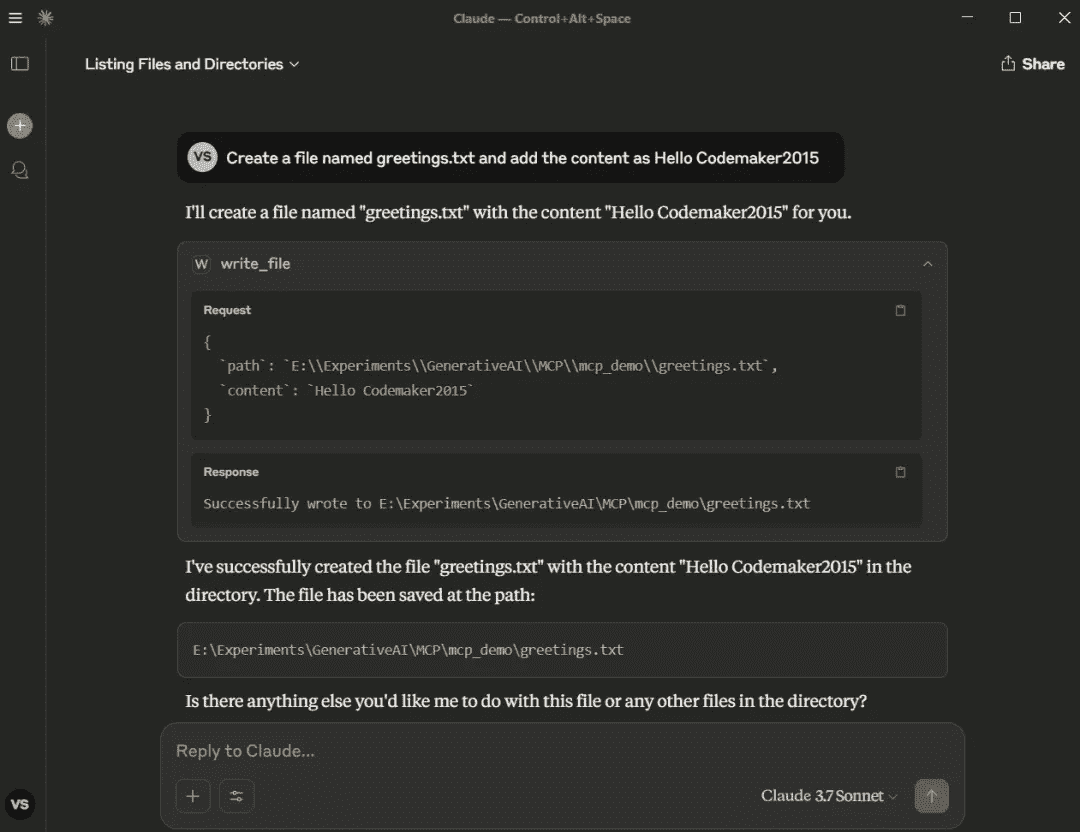 Claude — Control+Alt+Space
Listing Files and Directories
Share
VS
Create a file named greetings.txt and add the content as Hello Codemaker2015
I'll create a file named "greetings.txt" with the content "Hello Codemaker2015" for you.
W write_file
Request
{
  `path`: `E:\\Experiments\\GenerativeAI\\MCP\\mcp_demo\\greetings.txt`,
  `content`: `Hello Codemaker2015`
}
Response
Successfully wrote to E:\Experiments\GenerativeAI\MCP\mcp_demo\greetings.txt
I've successfully created the file "greetings.txt" with the content "Hello Codemaker2015" in the
directory. The file has been saved at the path:
E:\Experiments\GenerativeAI\MCP\mcp_demo\greetings.txt
Is there anything else you'd like me to do with this file or any other files in the directory?
Reply to Claude...
Claude 3.7 Sonnet
VS